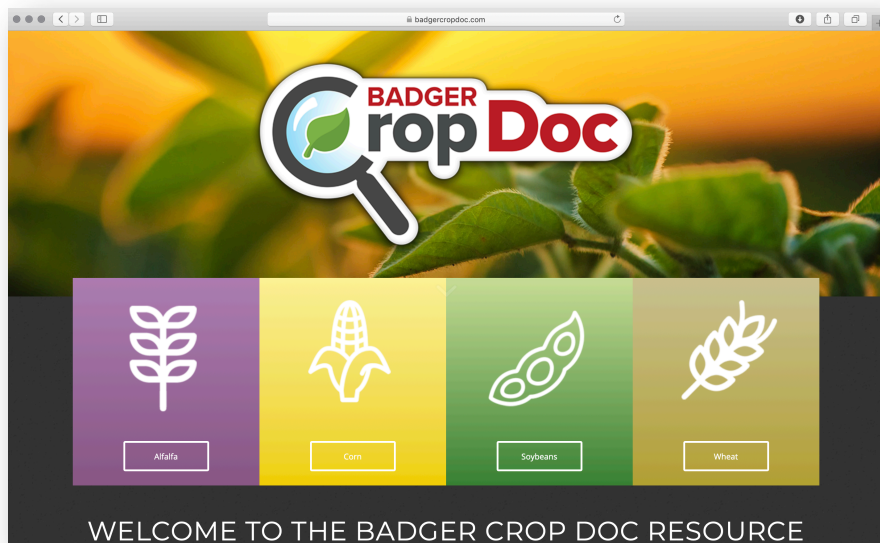 badgercropdoc.com
BADGER
Crop Doc
Alfalfa
Corn
Soybeans
Wheat
WELCOME TO THE BADGER CROP DOC RESOURCE